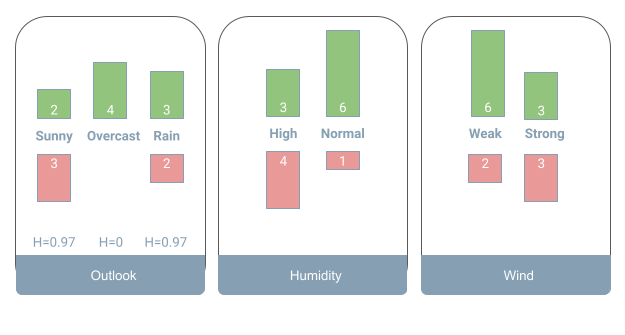 2 4 3
Sunny Overcast Rain
3 2
H=0.97 H=0 H=0.97
Outlook
3 6
High Normal
4 1
Humidity
6 3
Weak Strong
2 3
Wind